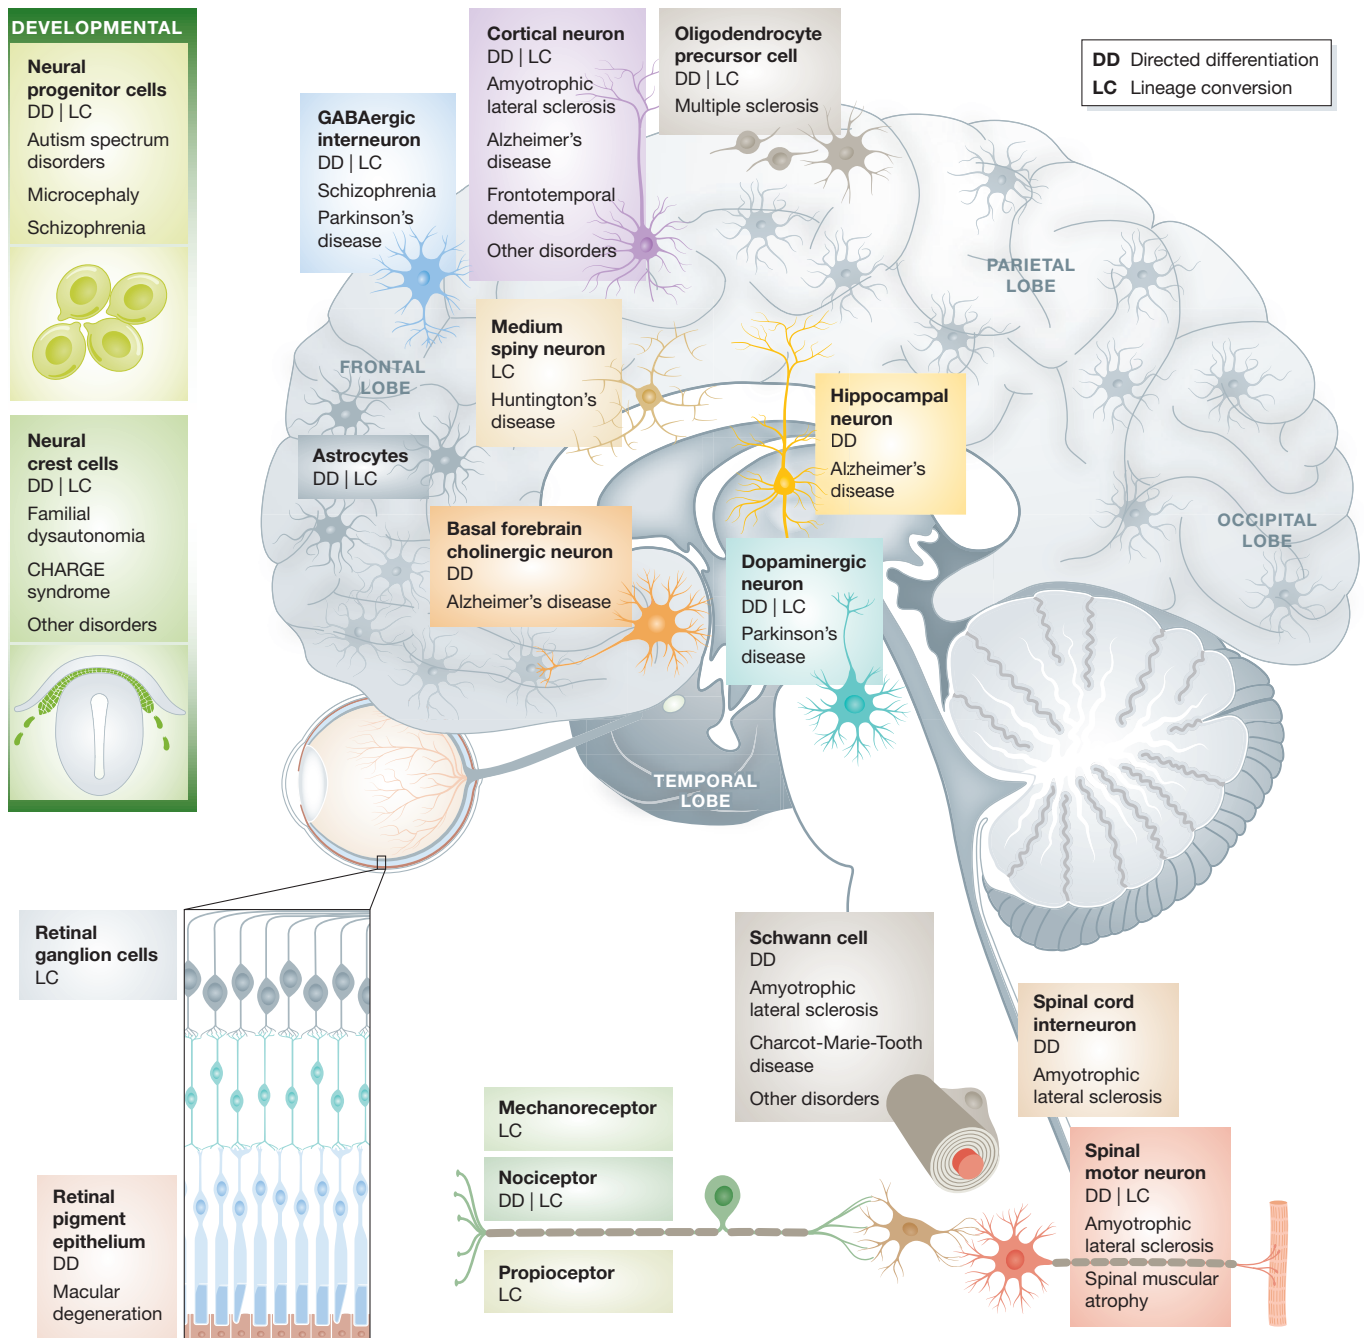 DEVELOPMENTAL
Neural
progenitor cells
DD | LC
Autism spectrum
disorders
Microcephaly
Schizophrenia
Neural
crest cells
DD | LC
Familial
dysautonomia
CHARGE
syndrome
Other disorders
GABAergic
interneuron
DD | LC
Schizophrenia
Parkinson's
disease
Cortical neuron
DD | LC
Amyotrophic
lateral sclerosis
Alzheimer's
disease
Frontotemporal
dementia
Other disorders
Oligodendrocyte
precursor cell
DD | LC
Multiple sclerosis
DD Directed differentiation
LC Lineage conversion
PARIETAL
LOBE
FRONTAL
LOBE
Medium
spiny neuron
LC
Huntington's
disease
Hippocampal
neuron
DD
Alzheimer's
disease
Astrocytes
DD | LC
OCCIPITAL
LOBE
Basal forebrain
cholinergic neuron
DD
Alzheimer's disease
Dopaminergic
neuron
DD | LC
Parkinson's
disease
TEMPORAL
LOBE
Retinal
ganglion cells
LC
Retinal
pigment
epithelium
DD
Macular
degeneration
Schwann cell
DD
Amyotrophic
lateral sclerosis
Charcot-Marie-Tooth
disease
Other disorders
Spinal cord
interneuron
DD
Amyotrophic
lateral sclerosis
Mechanoreceptor
LC
Nociceptor
DD | LC
Propioceptor
LC
Spinal
motor neuron
DD | LC
Amyotrophic
lateral sclerosis
Spinal muscular
atrophy